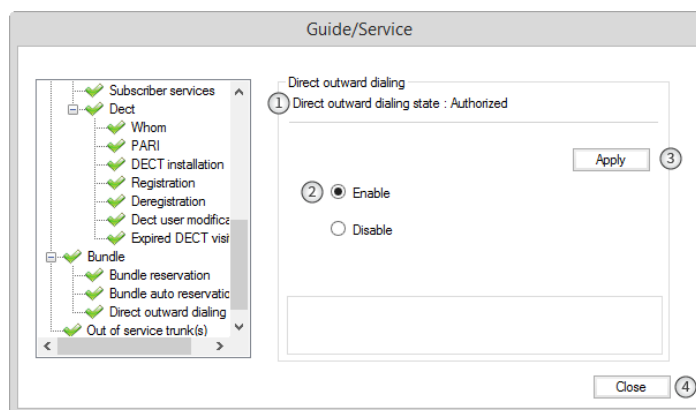 Guide/Service
Subscriber services
Dect
Whom
PARI
DECT installation
Registration
Deregistration
Dect user modifica
Expired DECT visi
Bundle
Bundle reservation
Bundle auto reservatio
Direct outward dialing
Out of service trunk(s)
Direct outward dialing
1 Direct outward dialing state : Authorized
Apply 3
2 Enable
Disable
Close 4